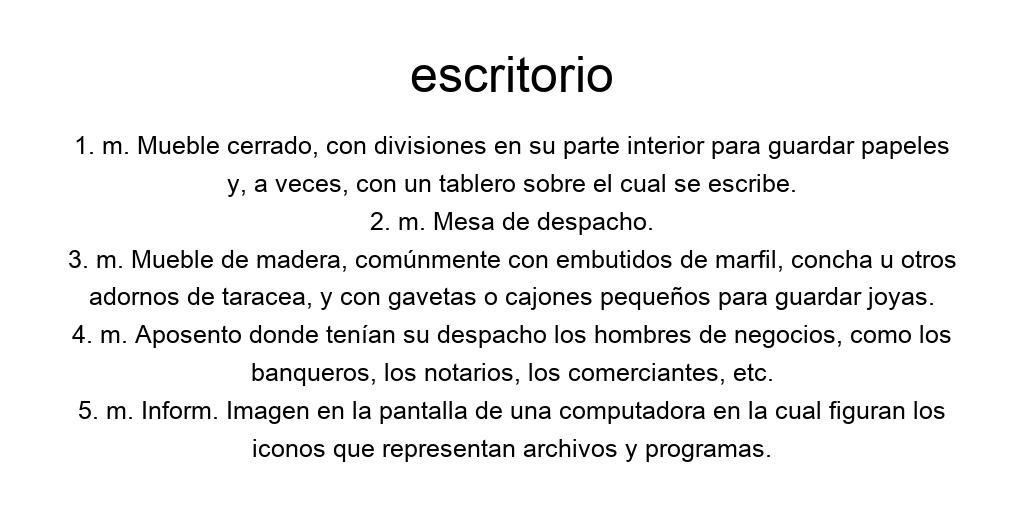 escritorio
1. m. Mueble cerrado, con divisiones en su parte interior para guardar papeles
y, a veces, con un tablero sobre el cual se escribe.
2. m. Mesa de despacho.
3. m. Mueble de madera, comúnmente con embutidos de marfil, concha u otros
adornos de taracea, y con gavetas o cajones pequeños para guardar joyas.
4. m. Aposento donde tenían su despacho los hombres de negocios, como los
banqueros, los notarios, los comerciantes, etc.
5. m. Inform. Imagen en la pantalla de una computadora en la cual figuran los
iconos que representan archivos y programas.